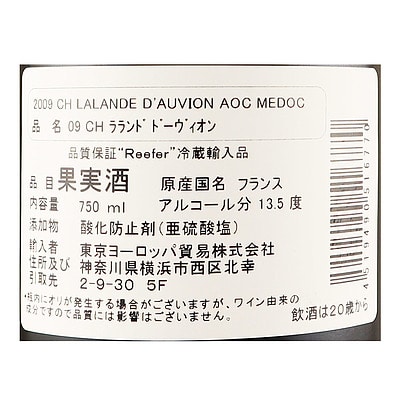 2009 CH LALANDE D'AUVION AOC MEDOC
品 名 09 CH ララント゛ト゛ーヴィオン
品質保証“Reefer”冷蔵輸入品
品目 果実酒 原産国名 フランス
内容量 750 ml アルコール分 13.5 度
添加物 酸化防止剤(亜硫酸塩)
輸入者 東京ヨーロッパ貿易株式会社
住所及び 神奈川県横浜市西区北幸
引取先 2-9-30 5F
•瓶内にオリが発生する場合がございますが、ワイン由来の
成分ですので品質には影響はございません。
飲酒は20歳から
4519490516770